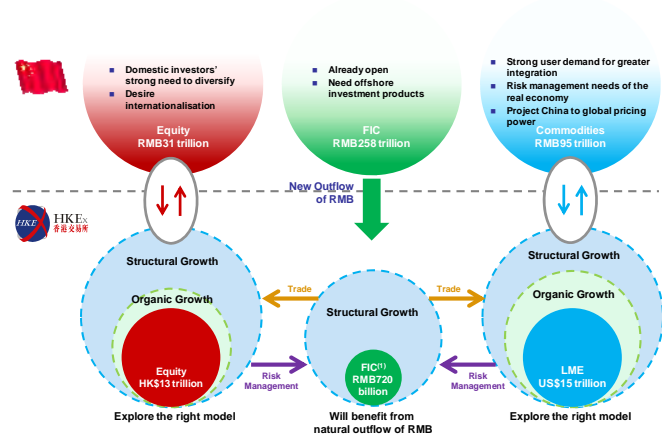 Domestic investors'
strong need to diversify
Desire
internationalisation
Equity
RMB31 trillion
Already open
Need offshore
investment products
FIC
RMB258 trillion
Strong user demand for greater
integration
Risk management needs of the
real economy
Project China to global pricing
power
Commodities
RMB95 trillion
New Outflow
of RMB
HKEX
HKEx
香港交易所
Structural Growth
Organic Growth
Equity
HK$13 trillion
Explore the right model
Trade
Trade
Structural Growth
FIC(1)
RMB720
billion
Risk
Management
Risk
Management
Will benefit from
natural outflow of RMB
Structural Growth
Organic Growth
LME
US$15 trillion
Explore the right model